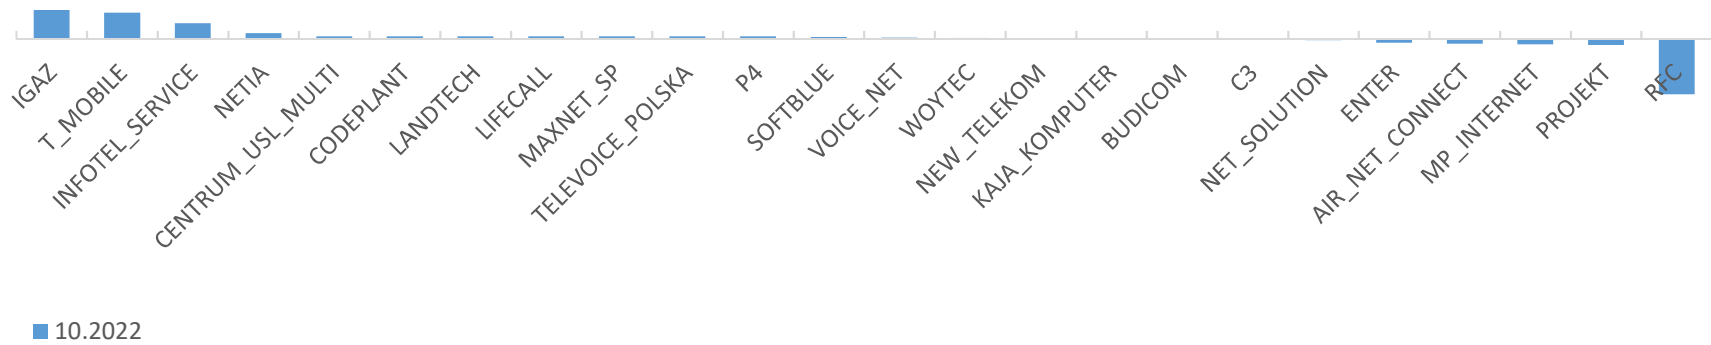 IGAZ
T_MOBILE
INFOTEL_SERVICE
NETIA
CENTRUM_USL_MULTI
CODEPLANT
LANDTECH
LIFECALL
MAXNET_SP
TELEVOICE_POLSKA
P4
SOFTBLUE
VOICE_NET
WOYTEC
NEW_TELEKOM
KAJA_KOMPUTER
BUDICOM
C3
NET_SOLUTION
ENTER
AIR_NET_CONNECT
MP_INTERNET
PROJEKT
RFC
10.2022